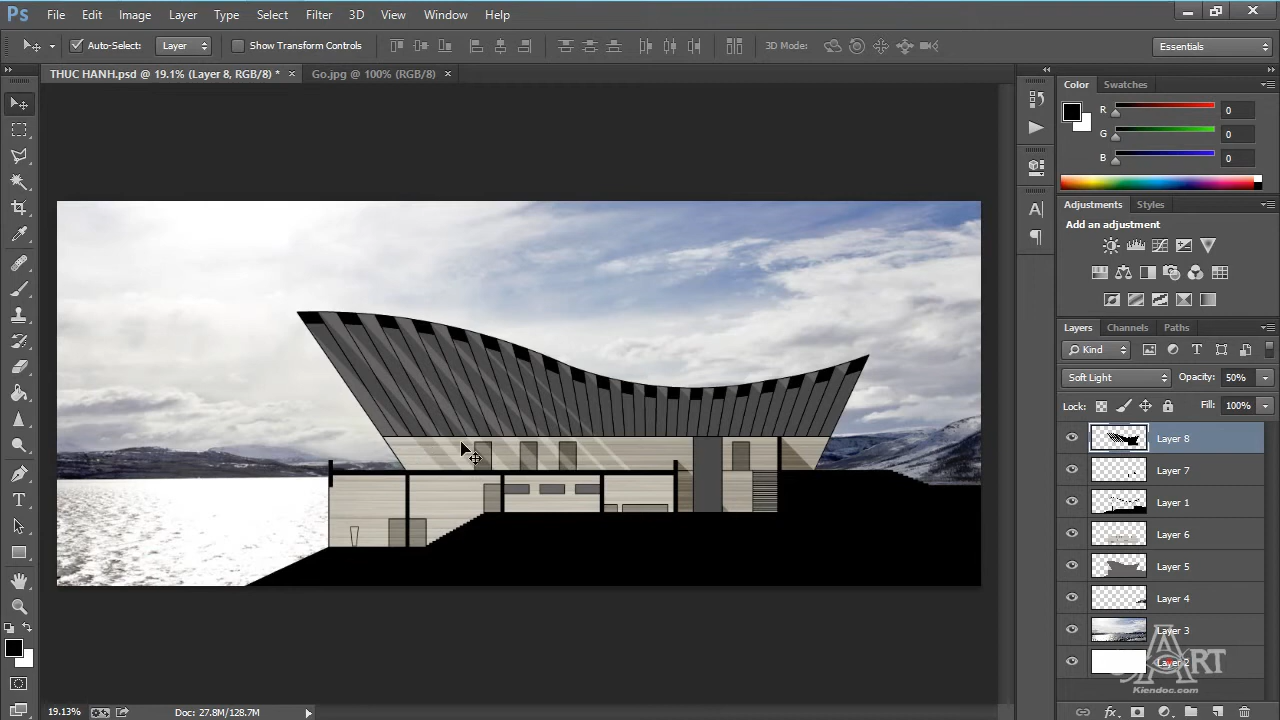 Ps File Edit Image Layer Type Select Filter 3D View Window Help
Auto-Select: Layer Show Transform Controls 3D Mode: Essentials
THUC HANH.psd @ 19.1% (Layer 8, RGB/8) * × Go.jpg @ 100% (RGB/8) ×
Color Swatches
R 0
G 0
B 0
Adjustments Styles
Add an adjustment
Layers Channels Paths
Kind
Soft Light Opacity: 50%
Lock: Fill: 100%
Layer 8
Layer 7
Layer 1
Layer 6
Layer 5
Layer 4
Layer 3
Layer 2
ART
Kiendoc.com
19.13% Doc: 27.8M/128.7M